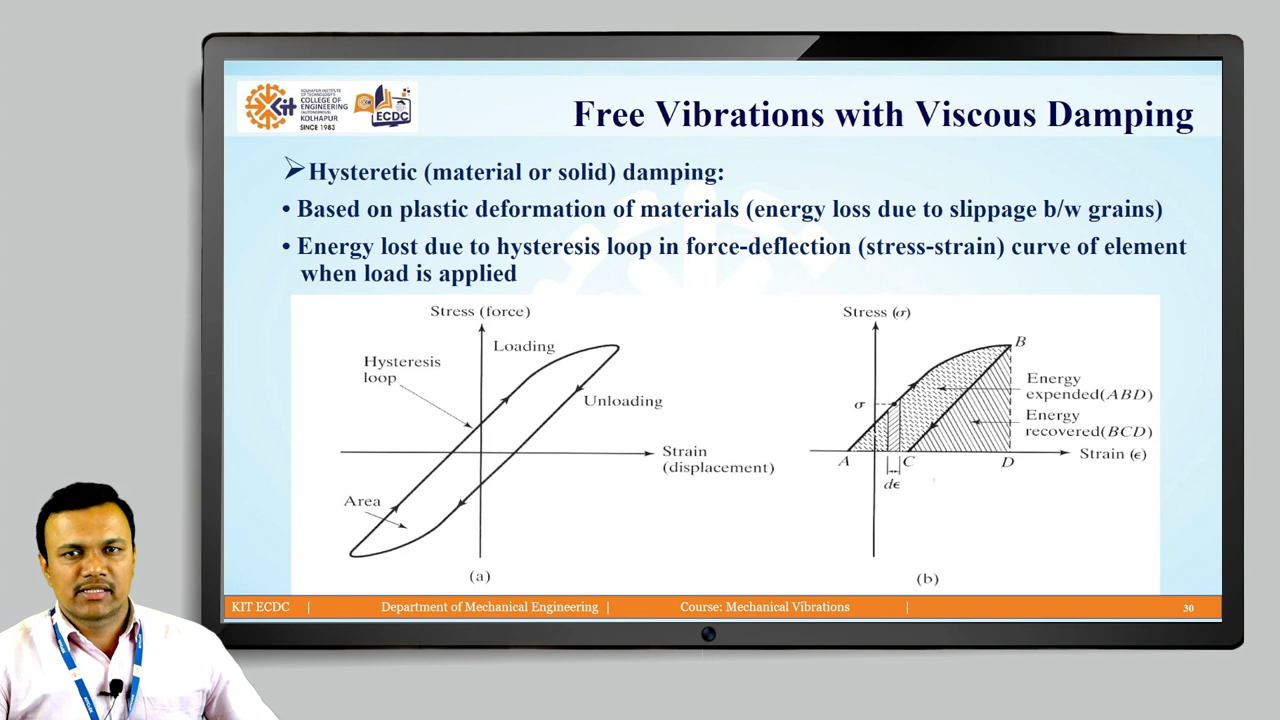 KOLHAPUR INSTITUTE
OF TECHNOLOGY'S
COLLEGE OF
ENGINEERING
(AUTONOMOUS)
KOLHAPUR
SINCE 1983
Kit
ECDC
Free Vibrations with Viscous Damping
➢Hysteretic (material or solid) damping:
• Based on plastic deformation of materials (energy loss due to slippage b/w grains)
• Energy lost due to hysteresis loop in force-deflection (stress-strain) curve of element
when load is applied
Stress (force)
Loading
Hysteresis
loop
Unloading
Strain
(displacement)
Area
(a)
Stress (σ)
B
Energy
expended(ABD)
σ
Energy
recovered(BCD)
Strain (ϵ)
A
C
D
dϵ
(b)
KIT ECDC | Department of Mechanical Engineering | Course: Mechanical Vibrations | 30